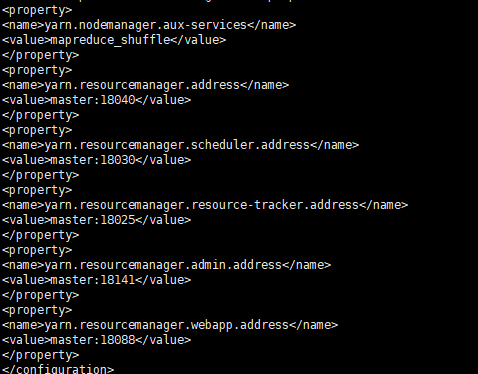 <property>
<name>yarn.nodemanager.aux-services</name>
<value>mapreduce_shuffle</value>
</property>
<property>
<name>yarn.resourcemanager.address</name>
<value>master:18040</value>
</property>
<property>
<name>yarn.resourcemanager.scheduler.address</name>
<value>master:18030</value>
</property>
<property>
<name>yarn.resourcemanager.resource-tracker.address</name>
<value>master:18025</value>
</property>
<property>
<name>yarn.resourcemanager.admin.address</name>
<value>master:18141</value>
</property>
<property>
<name>yarn.resourcemanager.webapp.address</name>
<value>master:18088</value>
</property>
</configuration>